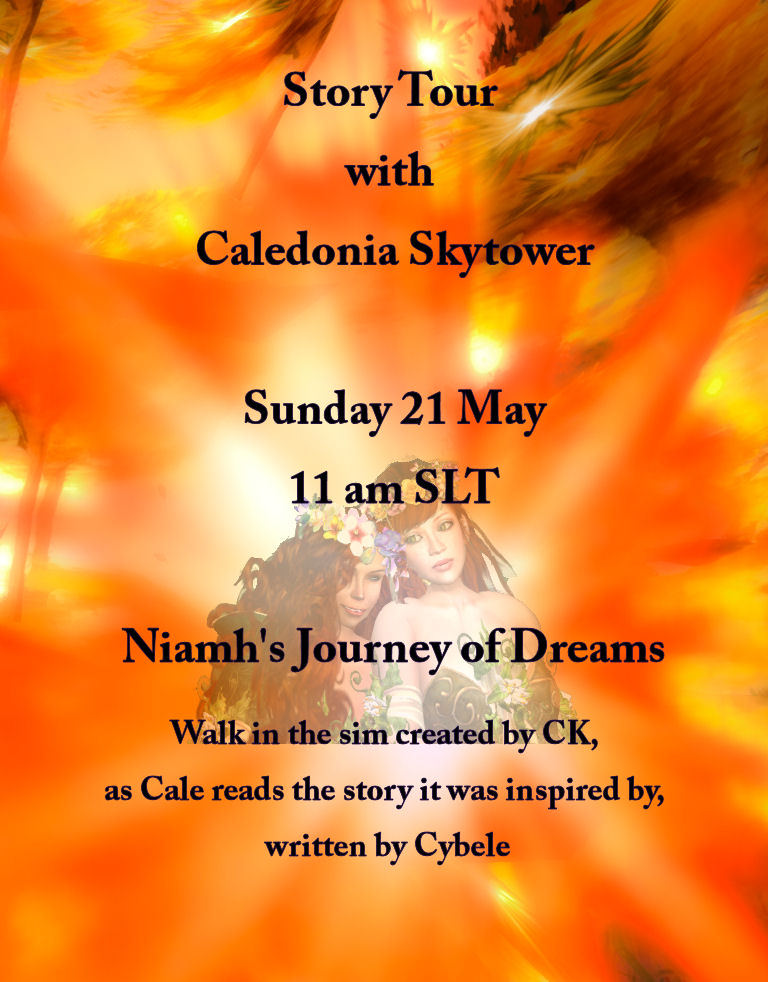 Story Tour
with
Caledonia Skytower
Sunday 21 May
11 am SLT
Niamh's Journey of Dreams
Walk in the sim created by CK,
as Cale reads the story it was inspired by,
written by Cybele